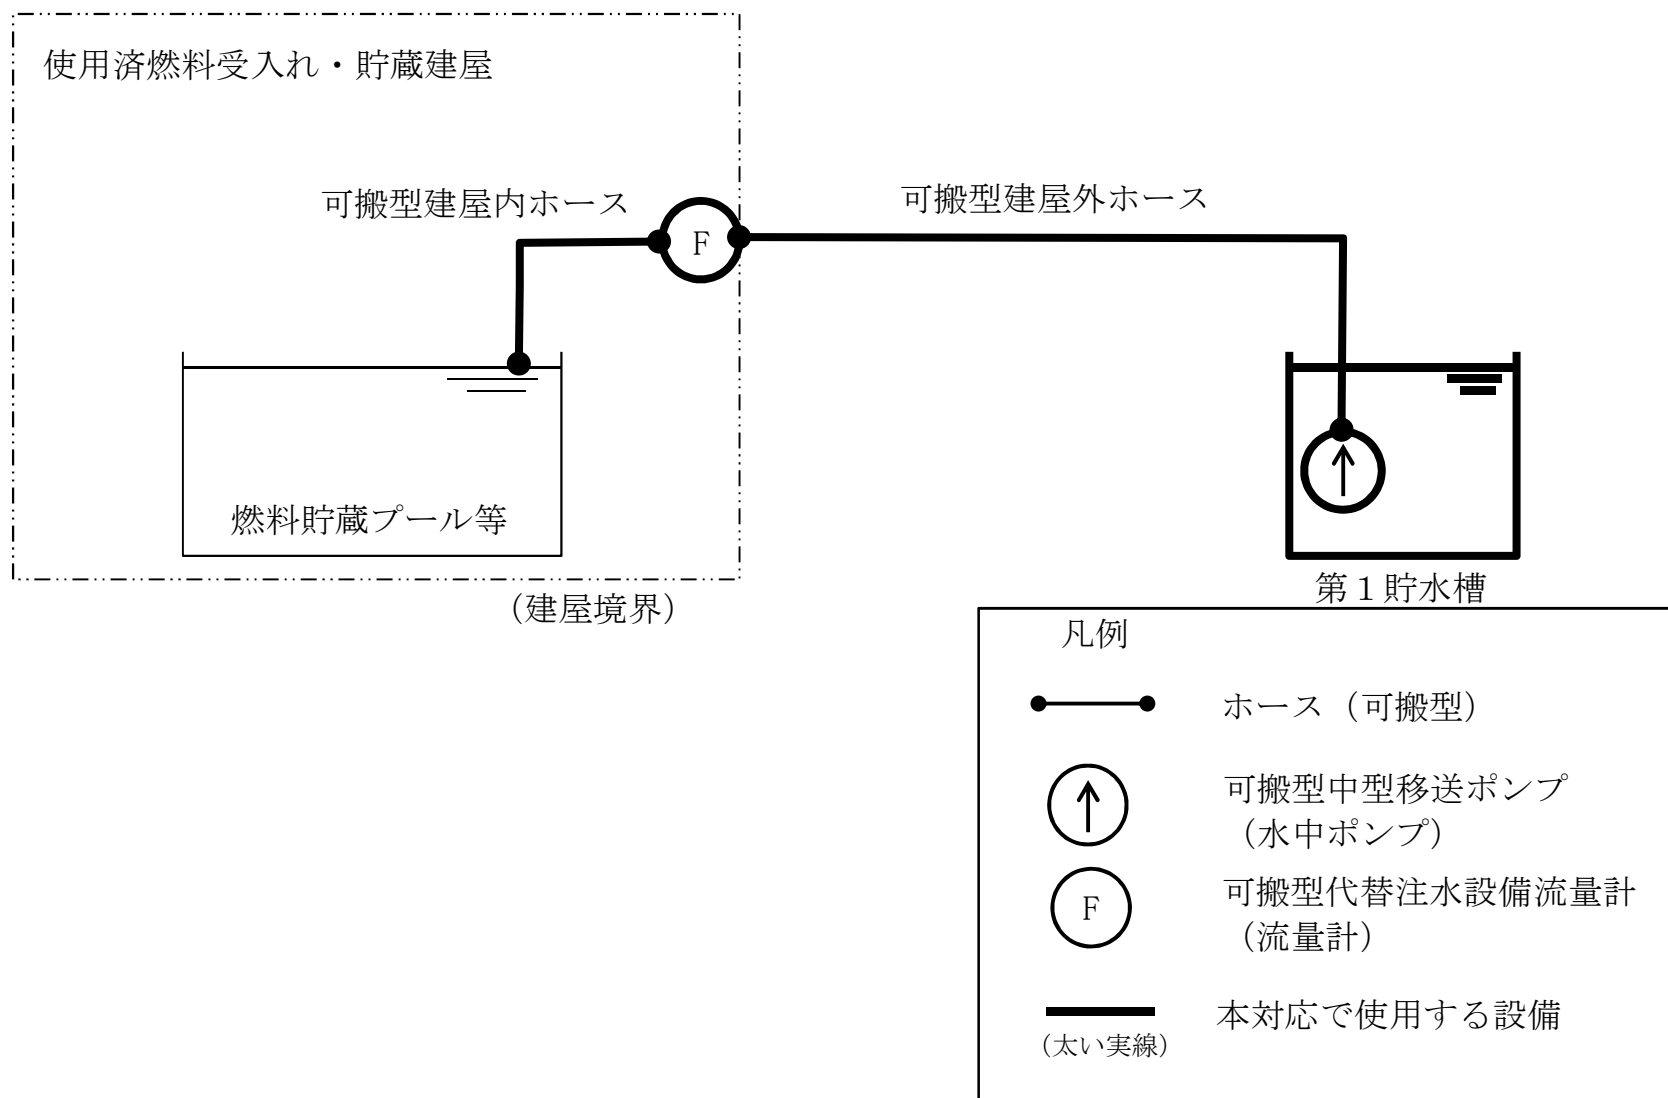 使用済燃料受入れ・貯蔵建屋
可搬型建屋内ホース
可搬型建屋外ホース
F
燃料貯蔵プール等
(建屋境界)
第1貯水槽
凡例
ホース(可搬型)
可搬型中型移送ポンプ
(水中ポンプ)
F
可搬型代替注水設備流量計
(流量計)
本対応で使用する設備
(太い実線)